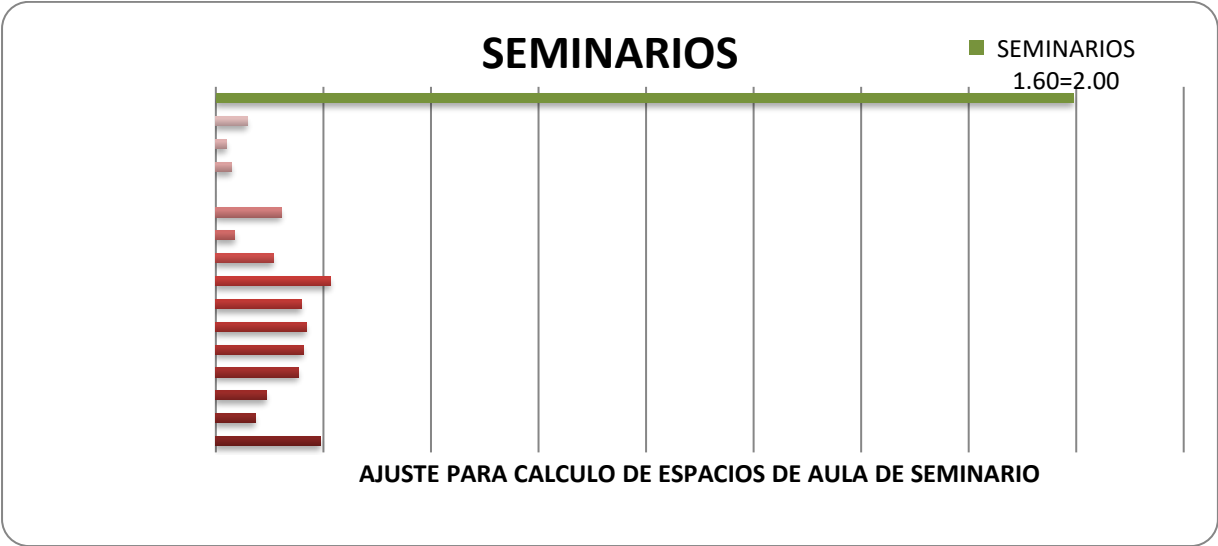 SEMINARIOS
SEMINARIOS
1.60=2.00
AJUSTE PARA CALCULO DE ESPACIOS DE AULA DE SEMINARIO